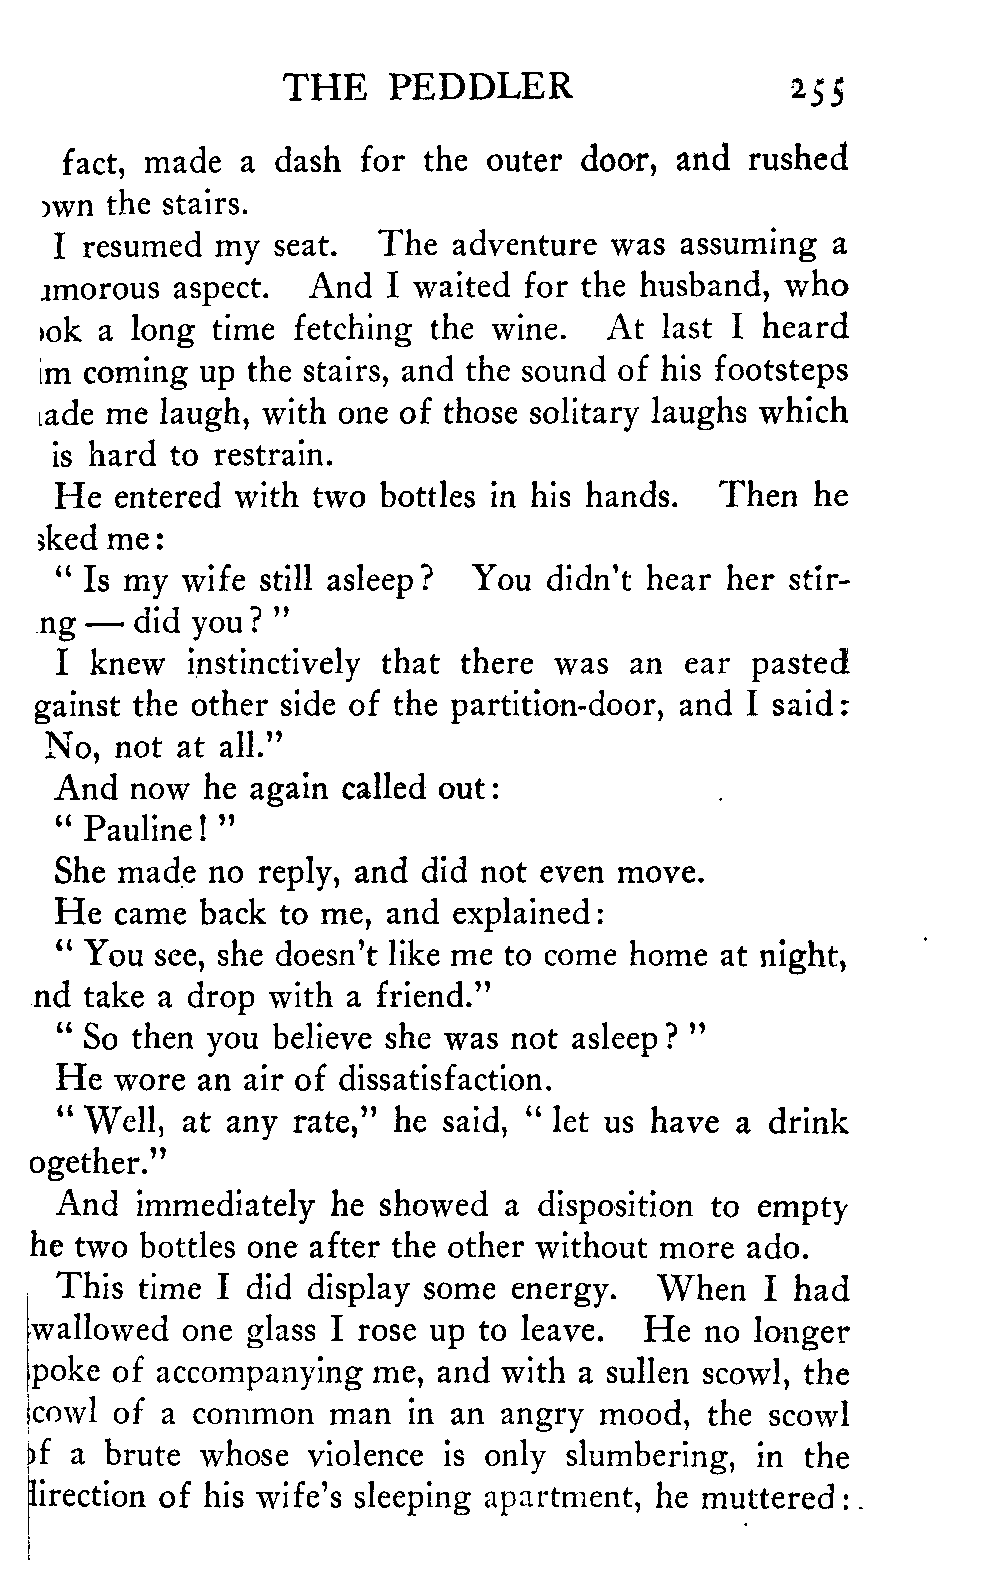 THE PEDDLER 255
fact, made a dash for the outer door, and rushed
own the stairs.
I resumed my seat. The adventure was assuming a
umorous aspect. And I waited for the husband, who
ook a long time fetching the wine. At last I heard
im coming up the stairs, and the sound of his footsteps
ade me laugh, with one of those solitary laughs which
is hard to restrain.
He entered with two bottles in his hands. Then he
sked me:
" Is my wife still asleep? You didn't hear her stir-
ng — did you? "
I knew instinctively that there was an ear pasted
gainst the other side of the partition-door, and I said:
No, not at all."
And now he again called out:
" Pauline! "
She made no reply, and did not even move.
He came back to me, and explained:
" You see, she doesn't like me to come home at night,
nd take a drop with a friend."
" So then you believe she was not asleep? "
He wore an air of dissatisfaction.
" Well, at any rate," he said, " let us have a drink
ogether."
And immediately he showed a disposition to empty
he two bottles one after the other without more ado.
This time I did display some energy. When I had
wallowed one glass I rose up to leave. He no longer
poke of accompanying me, and with a sullen scowl, the
cowl of a common man in an angry mood, the scowl
of a brute whose violence is only slumbering, in the
direction of his wife's sleeping apartment, he muttered: